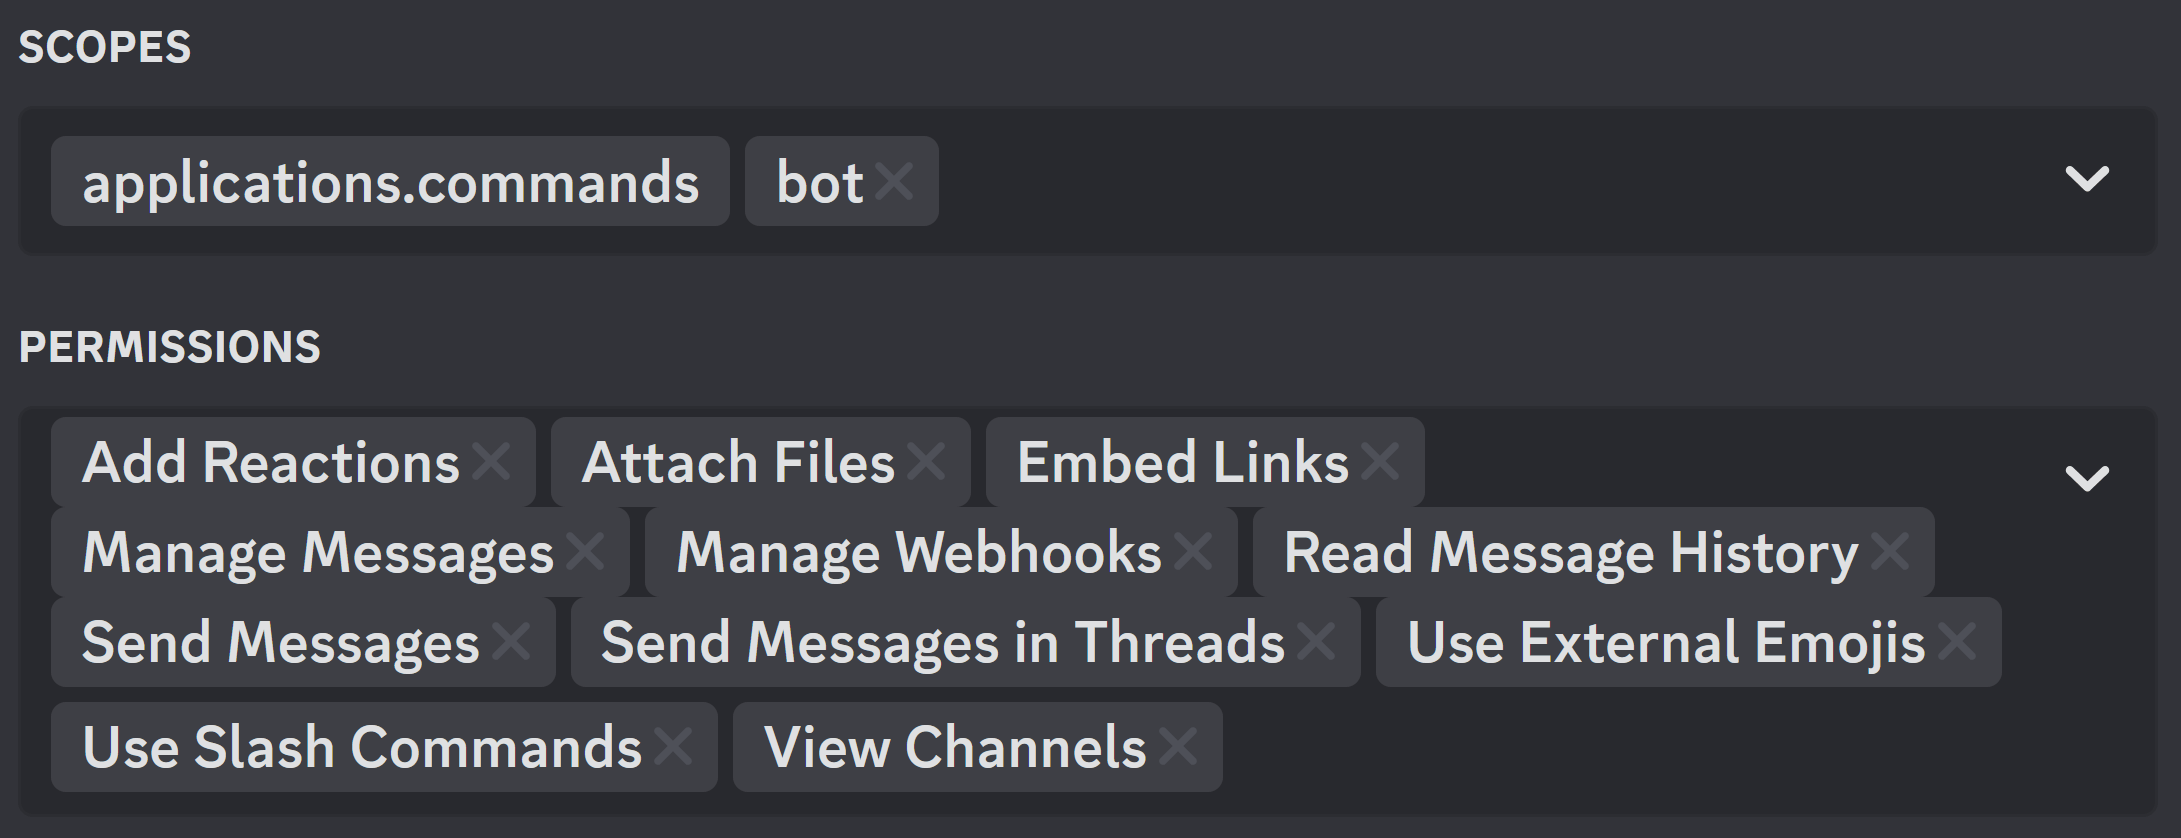 SCOPES
applications.commands bot
PERMISSIONS
Add Reactions Attach Files Embed Links
Manage Messages Manage Webhooks Read Message History
Send Messages Send Messages in Threads Use External Emojis
Use Slash Commands View Channels